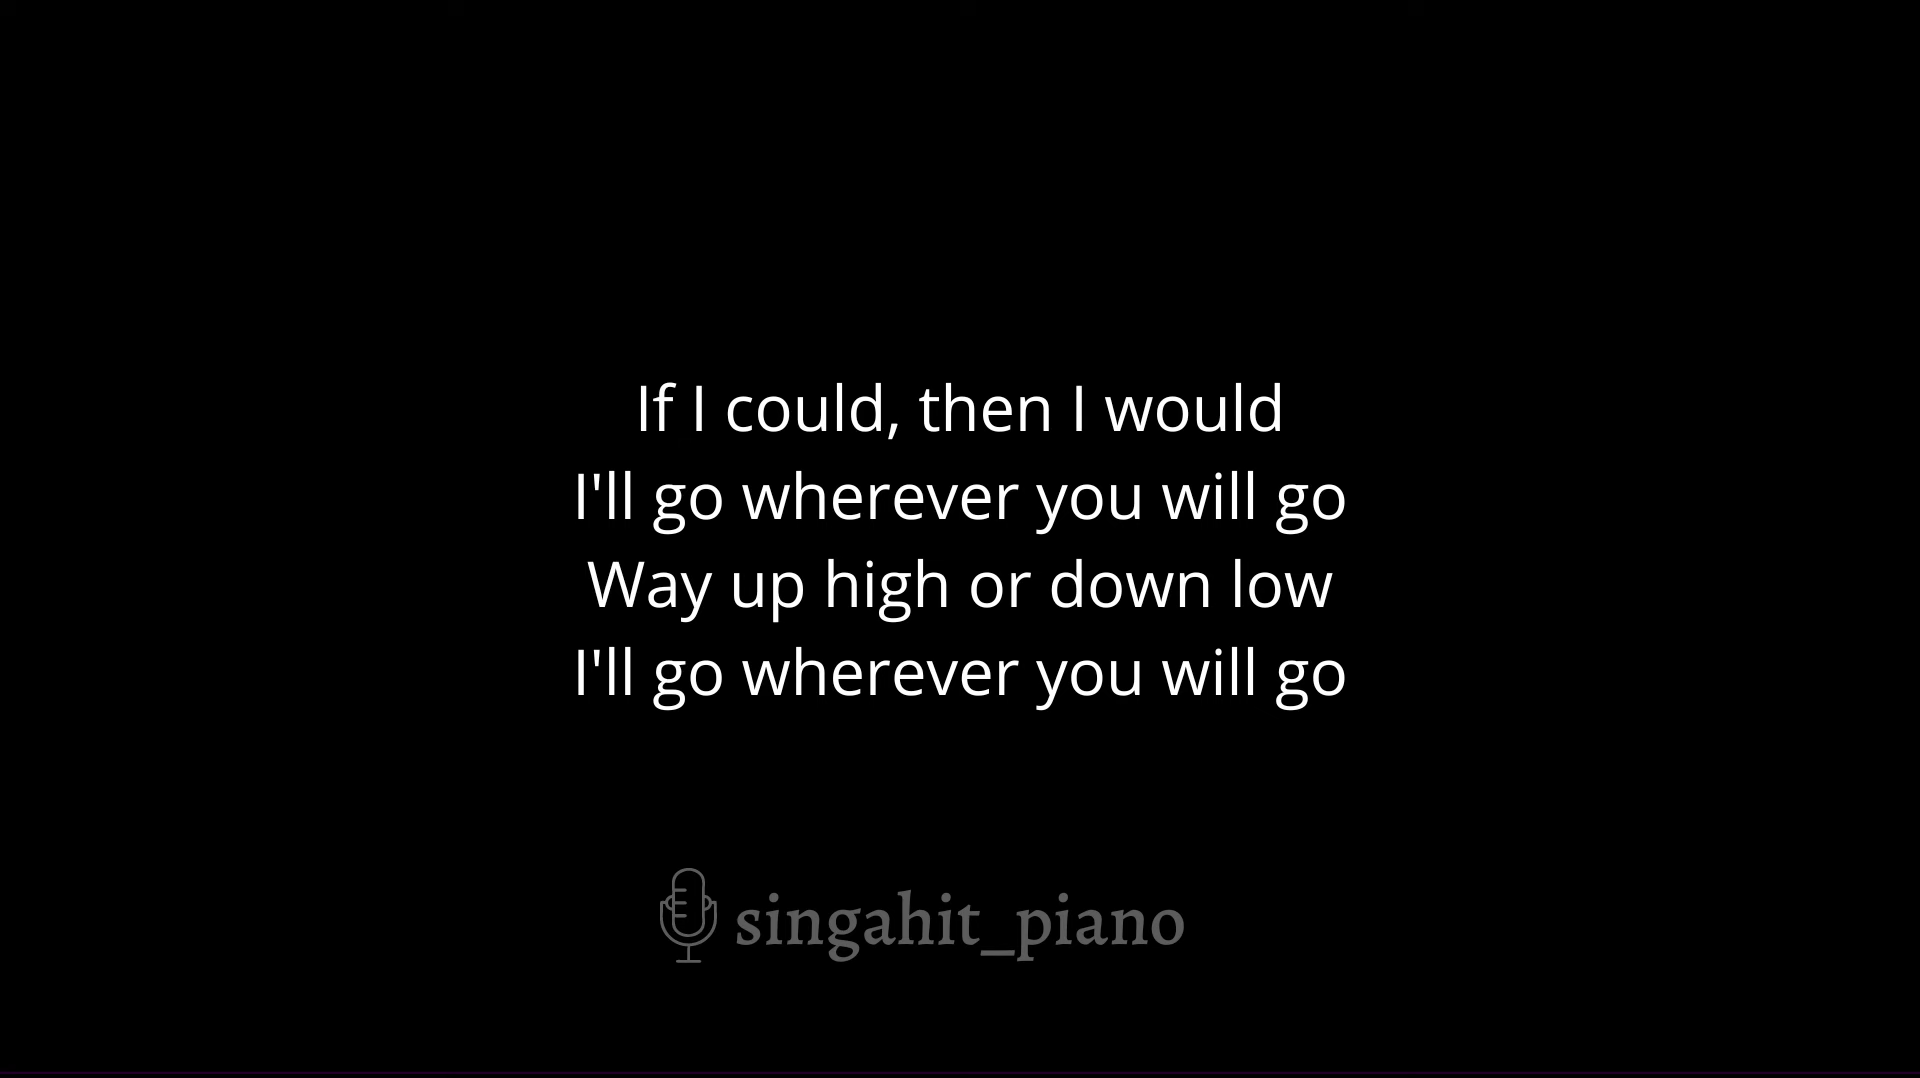 If I could, then I would
I'll go wherever you will go
Way up high or down low
I'll go wherever you will go
singahit_piano